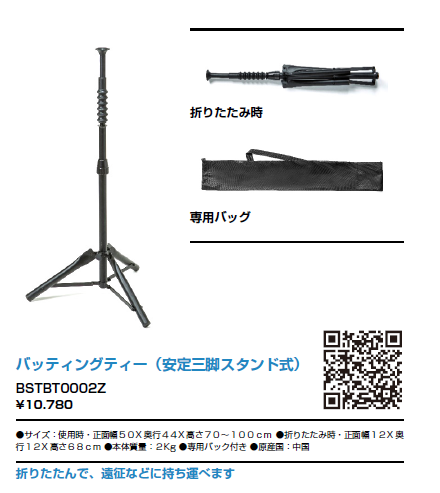 折りたたみ時
専用バッグ
バッティングティー（安定三脚スタンド式）
BSTBT0002Z
¥10.780
●サイズ：使用時・正面幅５０Ｘ奥行４４Ｘ高さ７０～１００ｃｍ ●折りたたみ時・正面幅１２Ｘ奥
行１２Ｘ高さ６８ｃｍ ●本体質量：２Kg ●専用バック付き ●原産国：中国
折りたたんで、遠征などに持ち運べます